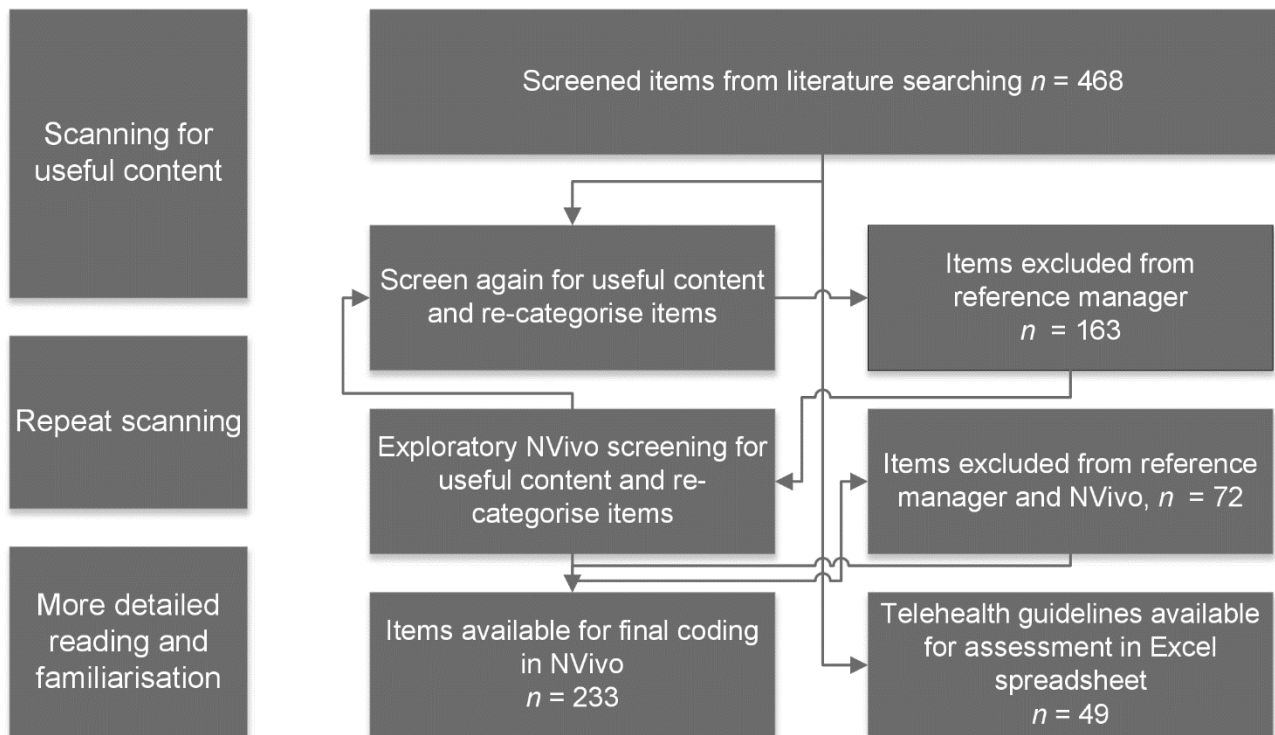 Scanning for
useful content
Screened items from literature searching n = 468
Screen again for useful content
and re-categorise items
Items excluded from
reference manager
n = 163
Repeat scanning
Exploratory NVivo screening for
useful content and re-
categorise items
Items excluded from reference
manager and NVivo, n = 72
More detailed
reading and
familiarisation
Items available for final coding
in NVivo
n = 233
Telehealth guidelines available
for assessment in Excel
spreadsheet
n = 49